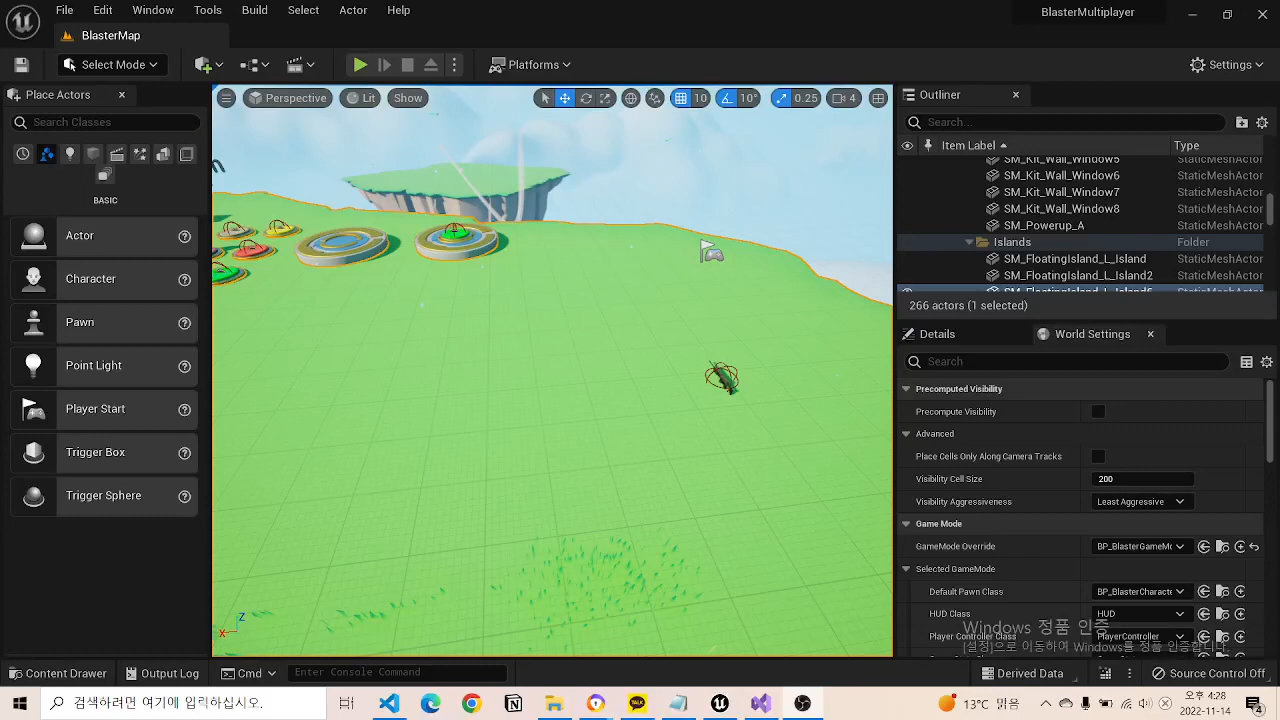 File Edit Window Tools Build Select Actor Help
BlasterMultiplayer
BlasterMap
Select Mode
Platforms
Settings
Place Actors
Search Classes
BASIC
Actor
Character
Pawn
Point Light
Player Start
Trigger Box
Trigger Sphere
Perspective
Lit
Show
10
10°
0.25
4
Z
X
Outliner
Search...
Item Label
Type
SM_Kit_Wall_Window5 StaticMeshActor
SM_Kit_Wall_Window6 StaticMeshActor
SM_Kit_Wall_Window7 StaticMeshActor
SM_Kit_Wall_Window8 StaticMeshActor
SM_Powerup_A StaticMeshActor
Islands Folder
SM_FloatingIsland_L_Island StaticMeshActor
SM_FloatingIsland_L_Island2 StaticMeshActor
266 actors (1 selected)
Details
World Settings
Search
Precomputed Visibility
Precompute Visibility
Advanced
Place Cells Only Along Camera Tracks
Visibility Cell Size 200
Visibility Aggressiveness Least Aggressive
Game Mode
GameMode Override BP_BlasterGameMo
Selected GameMode
Default Pawn Class BP_BlasterCharacte
HUD Class HUD
Player Controller Class PlayerController
Windows 정품 인증
[설정]으로 이동하여 Windows를 정품 인증합니다.
Content Drawer
Output Log
Cmd
Enter Console Command
Derived Data
Source Control Off
검색하려면 여기에 입력하십시오.
TALK
13°C 맑음
오후 4:28
2022-11-14
4